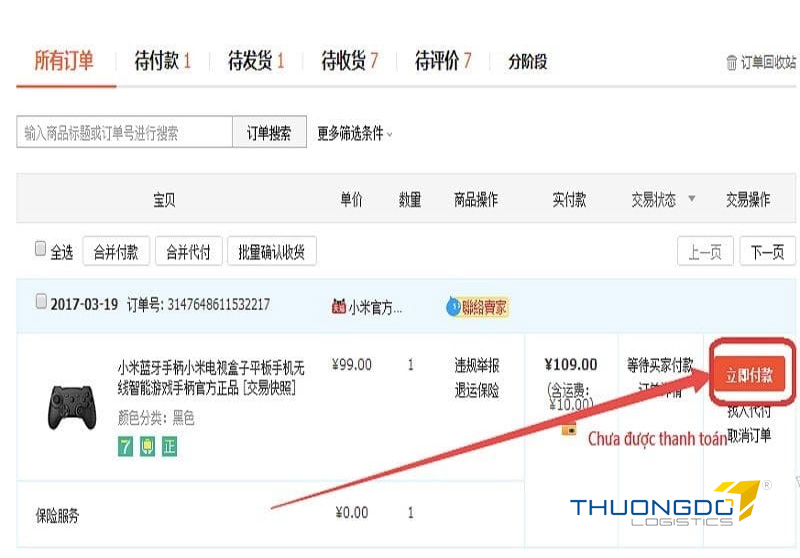 所有订单 待付款 1 待发货 1 待收货 7 待评价 7 分阶段 订单回收站
输入商品标题或订单号进行搜索 订单搜索 更多筛选条件
宝贝 单价 数量 商品操作 实付款 交易状态 交易操作
全选 合并付款 合并代付 批量确认收货 上一页 下一页
2017-03-19 订单号: 3147648611532217 小米官方... 聯絡賣家
小米蓝牙手柄小米电视盒子平板手机无 ¥99.00 1 违规举报 ¥109.00 等待买家付款 立即付款
线智能游戏手柄官方正品 [交易快照] 退运保险 (含运费: 订单详情
¥10.00)
颜色分类: 黑色 找人代付
取消订单
7 正
Chưa được thanh toán
THUONGDO
LOGISTICS
®
保险服务 ¥0.00 1